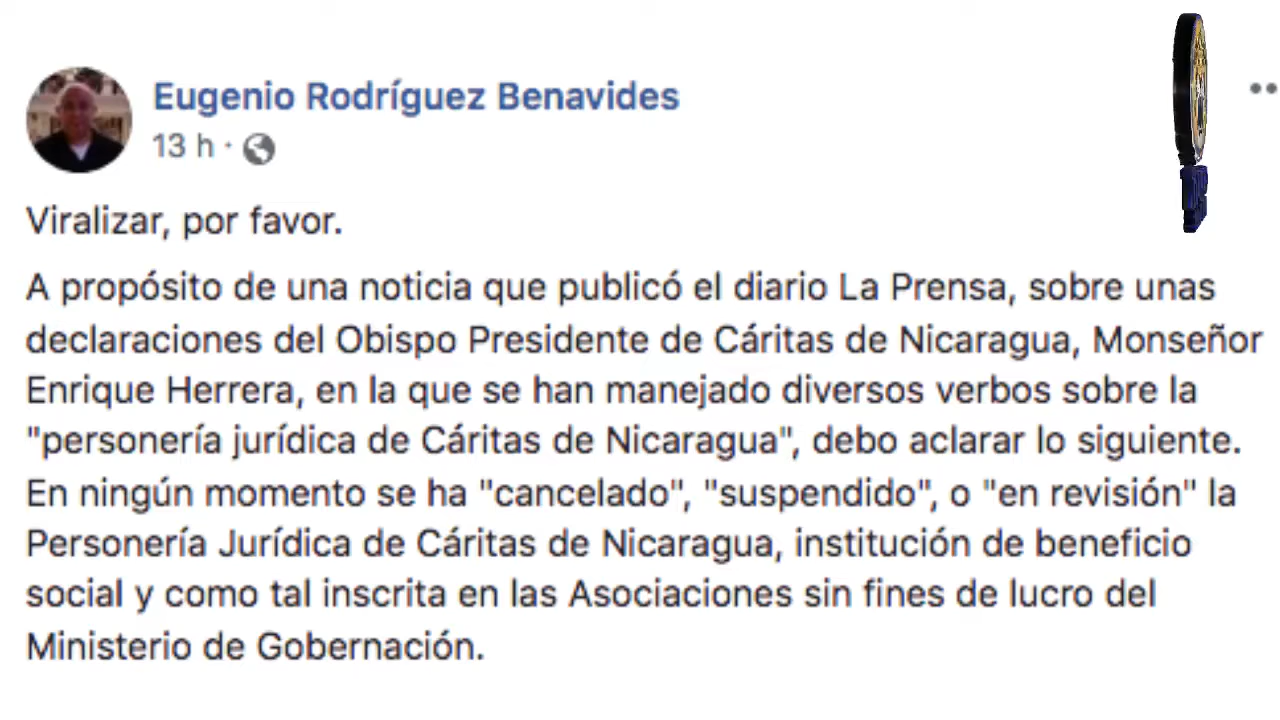 Eugenio Rodríguez Benavides
13 h ·
Viralizar, por favor.
A propósito de una noticia que publicó el diario La Prensa, sobre unas
declaraciones del Obispo Presidente de Cáritas de Nicaragua, Monseñor
Enrique Herrera, en la que se han manejado diversos verbos sobre la
"personería jurídica de Cáritas de Nicaragua", debo aclarar lo siguiente.
En ningún momento se ha "cancelado", "suspendido", o "en revisión" la
Personería Jurídica de Cáritas de Nicaragua, institución de beneficio
social y como tal inscrita en las Asociaciones sin fines de lucro del
Ministerio de Gobernación.